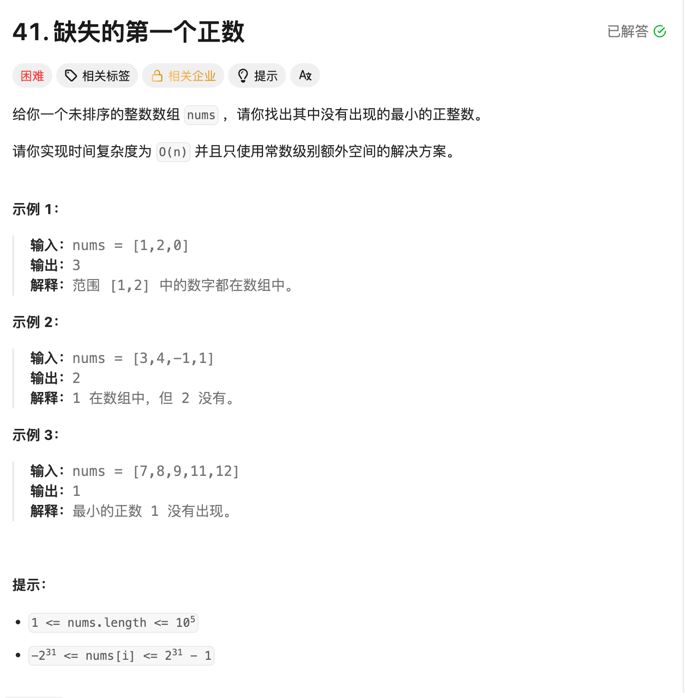 41. 缺失的第一个正数
已解答
困难 相关标签 相关企业 提示 Aあ
给你一个未排序的整数数组 nums ，请你找出其中没有出现的最小的正整数。
请你实现时间复杂度为 O(n) 并且只使用常数级别额外空间的解决方案。
示例 1：
输入：nums = [1,2,0]
输出：3
解释：范围 [1,2] 中的数字都在数组中。
示例 2：
输入：nums = [3,4,-1,1]
输出：2
解释：1 在数组中，但 2 没有。
示例 3：
输入：nums = [7,8,9,11,12]
输出：1
解释：最小的正数 1 没有出现。
提示：
• 1 <= nums.length <= 10⁵
• -2³¹ <= nums[i] <= 2³¹ - 1